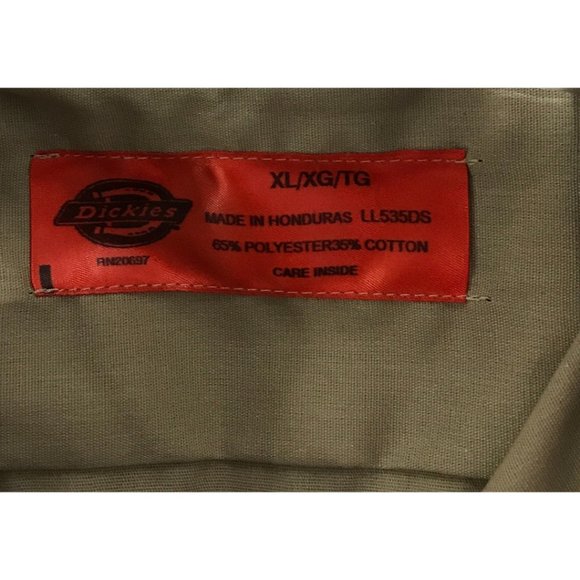 XL/XG/TG
Dickies
MADE IN HONDURAS LL535DS
65% POLYESTER35% COTTON
RN20697
CARE INSIDE